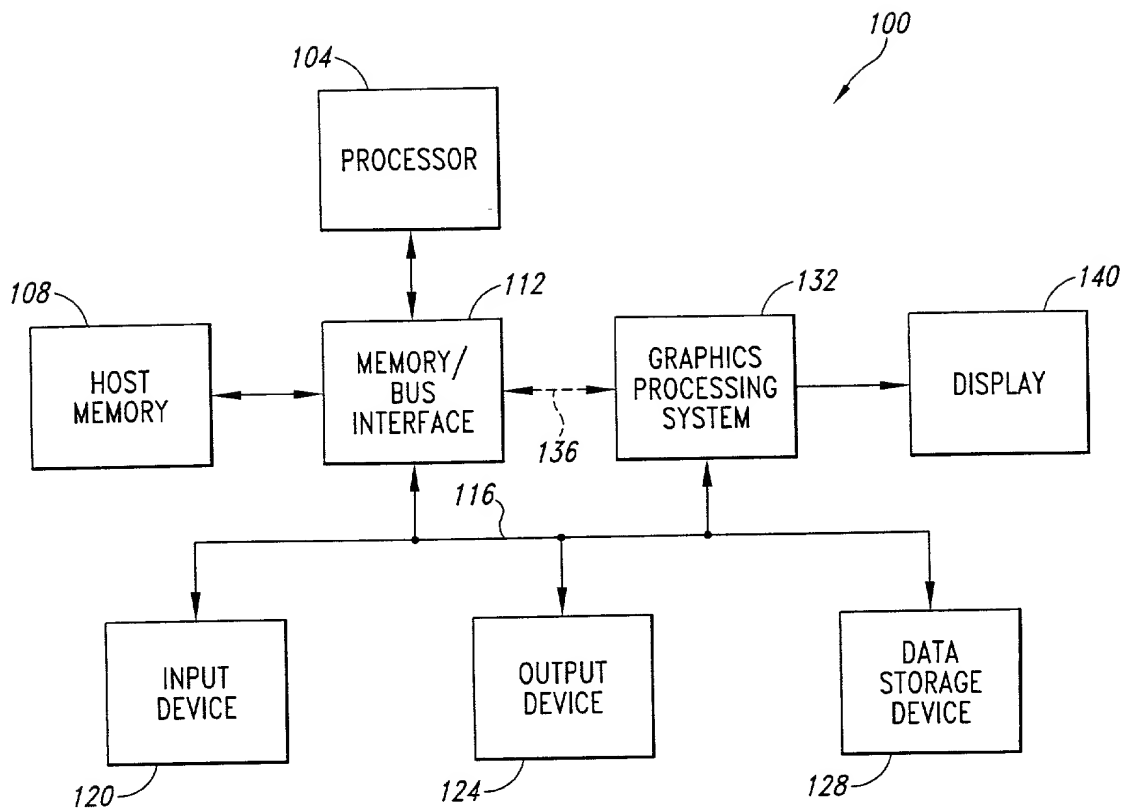 100
104
PROCESSOR
108
112
132
140
HOST
MEMORY
MEMORY/
BUS
INTERFACE
136
GRAPHICS
PROCESSING
SYSTEM
DISPLAY
116
INPUT
DEVICE
OUTPUT
DEVICE
DATA
STORAGE
DEVICE
120
124
128